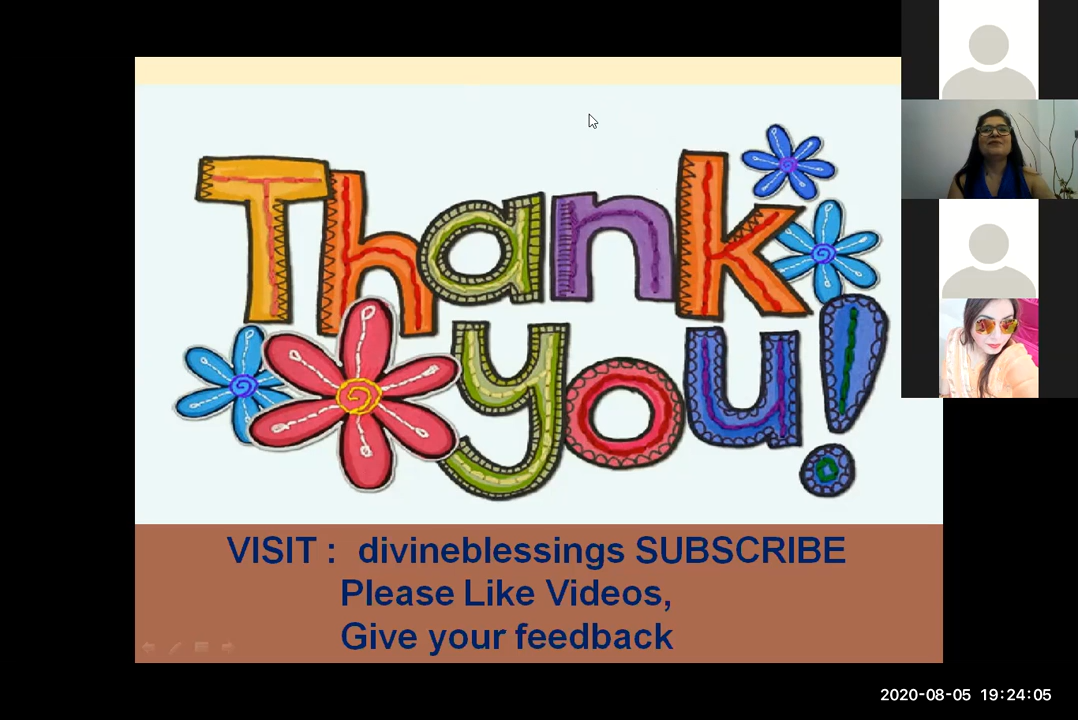 Thank
you!
VISIT : divineblessings SUBSCRIBE
Please Like Videos,
Give your feedback
2020-08-05 19:24:05